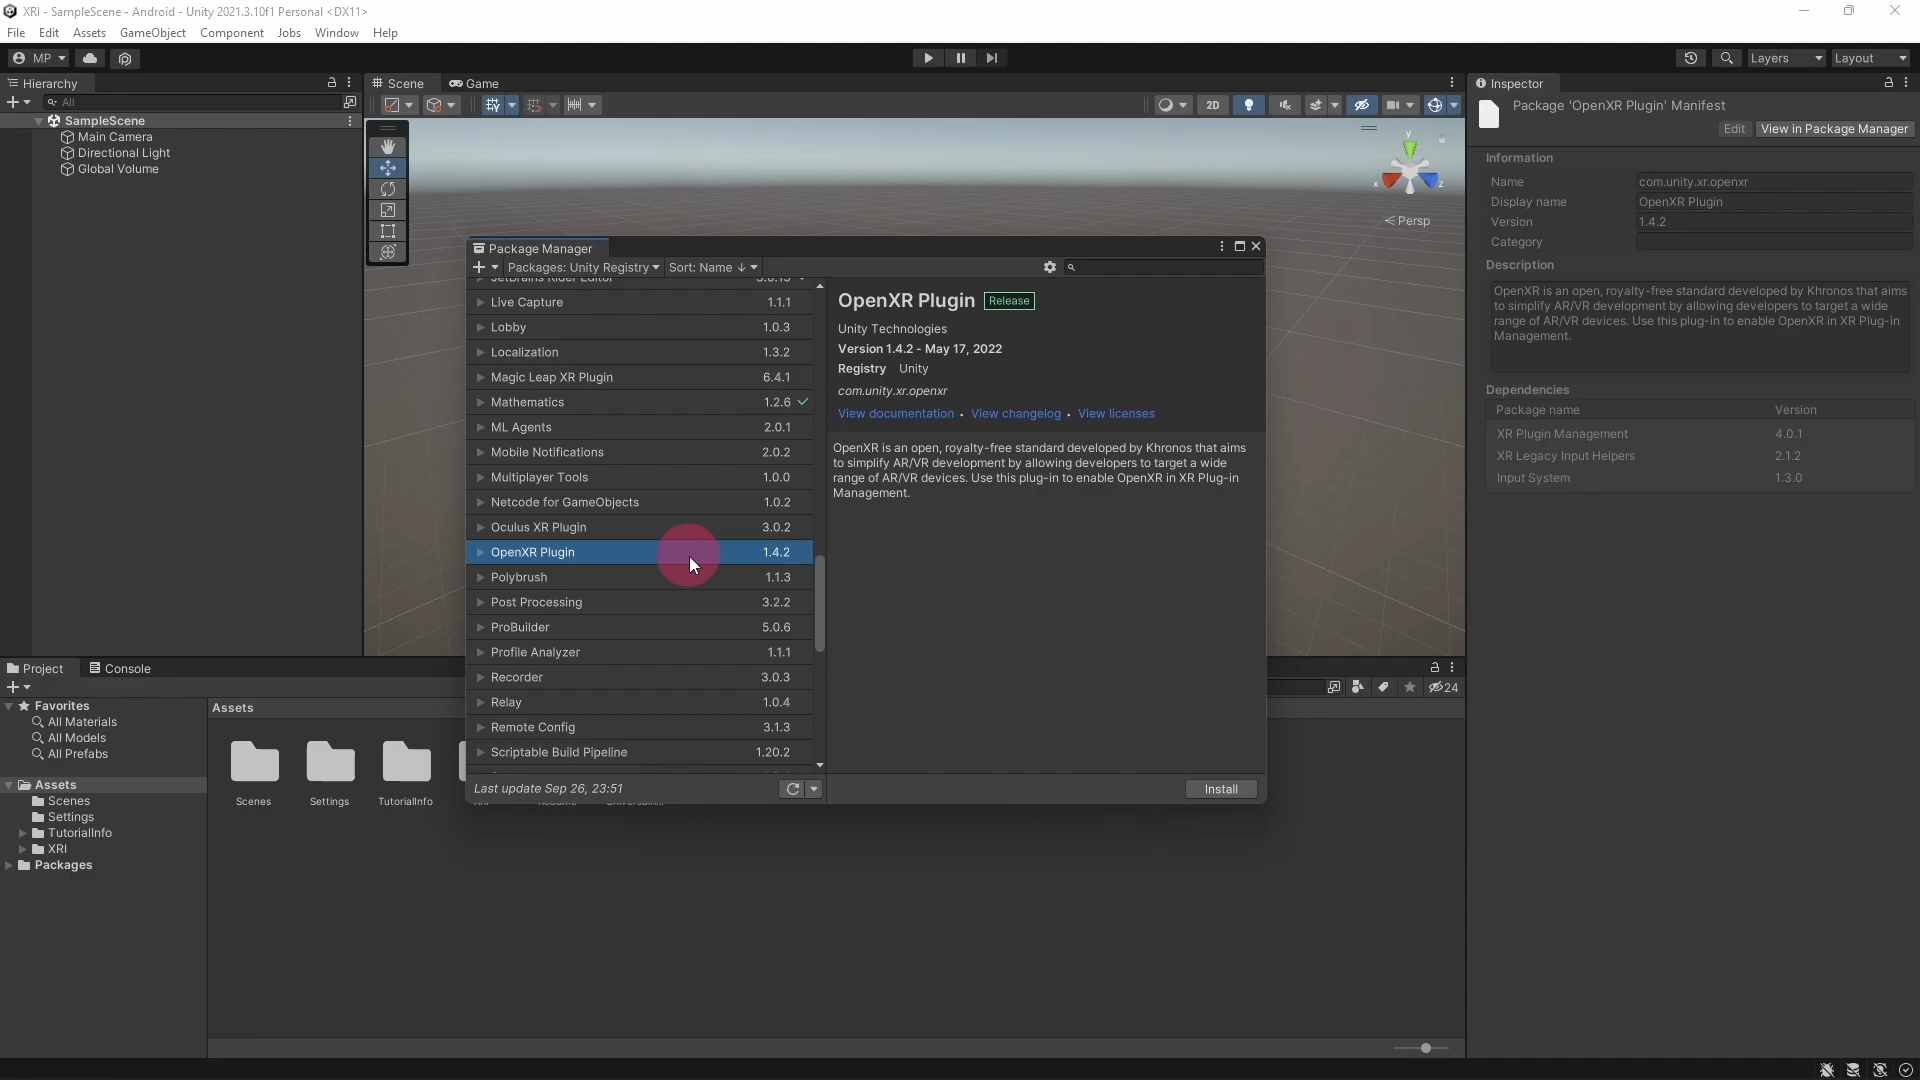 XRI - SampleScene - Android - Unity 2021.3.10f1 Personal <DX11>
File Edit Assets GameObject Component Jobs Window Help
MP
Layers
Layout
Hierarchy
All
SampleScene
Main Camera
Directional Light
Global Volume
Scene
Game
2D
y
x
z
Persp
Package Manager
Packages: Unity Registry
Sort: Name ↓
JetBrains Rider Editor
Live Capture 1.1.1
Lobby 1.0.3
Localization 1.3.2
Magic Leap XR Plugin 6.4.1
Mathematics 1.2.6
ML Agents 2.0.1
Mobile Notifications 2.0.2
Multiplayer Tools 1.0.0
Netcode for GameObjects 1.0.2
Oculus XR Plugin 3.0.2
OpenXR Plugin 1.4.2
Polybrush 1.1.3
Post Processing 3.2.2
ProBuilder 5.0.6
Profile Analyzer 1.1.1
Recorder 3.0.3
Relay 1.0.4
Remote Config 3.1.3
Scriptable Build Pipeline 1.20.2
Last update Sep 26, 23:51
OpenXR Plugin Release
Unity Technologies
Version 1.4.2 - May 17, 2022
Registry Unity
com.unity.xr.openxr
View documentation • View changelog • View licenses
OpenXR is an open, royalty-free standard developed by Khronos that aims
to simplify AR/VR development by allowing developers to target a wide
range of AR/VR devices. Use this plug-in to enable OpenXR in XR Plug-in
Management.
Install
Inspector
Package 'OpenXR Plugin' Manifest
Edit View in Package Manager
Information
Name com.unity.xr.openxr
Display name OpenXR Plugin
Version 1.4.2
Category
Description
OpenXR is an open, royalty-free standard developed by Khronos that aims
to simplify AR/VR development by allowing developers to target a wide
range of AR/VR devices. Use this plug-in to enable OpenXR in XR Plug-in
Management.
Dependencies
Package name Version
XR Plugin Management 4.0.1
XR Legacy Input Helpers 2.1.2
Input System 1.3.0
Project
Console
24
Favorites
All Materials
All Models
All Prefabs
Assets
Scenes
Settings
TutorialInfo
XRI
Packages
Assets
Scenes
Settings
TutorialInfo